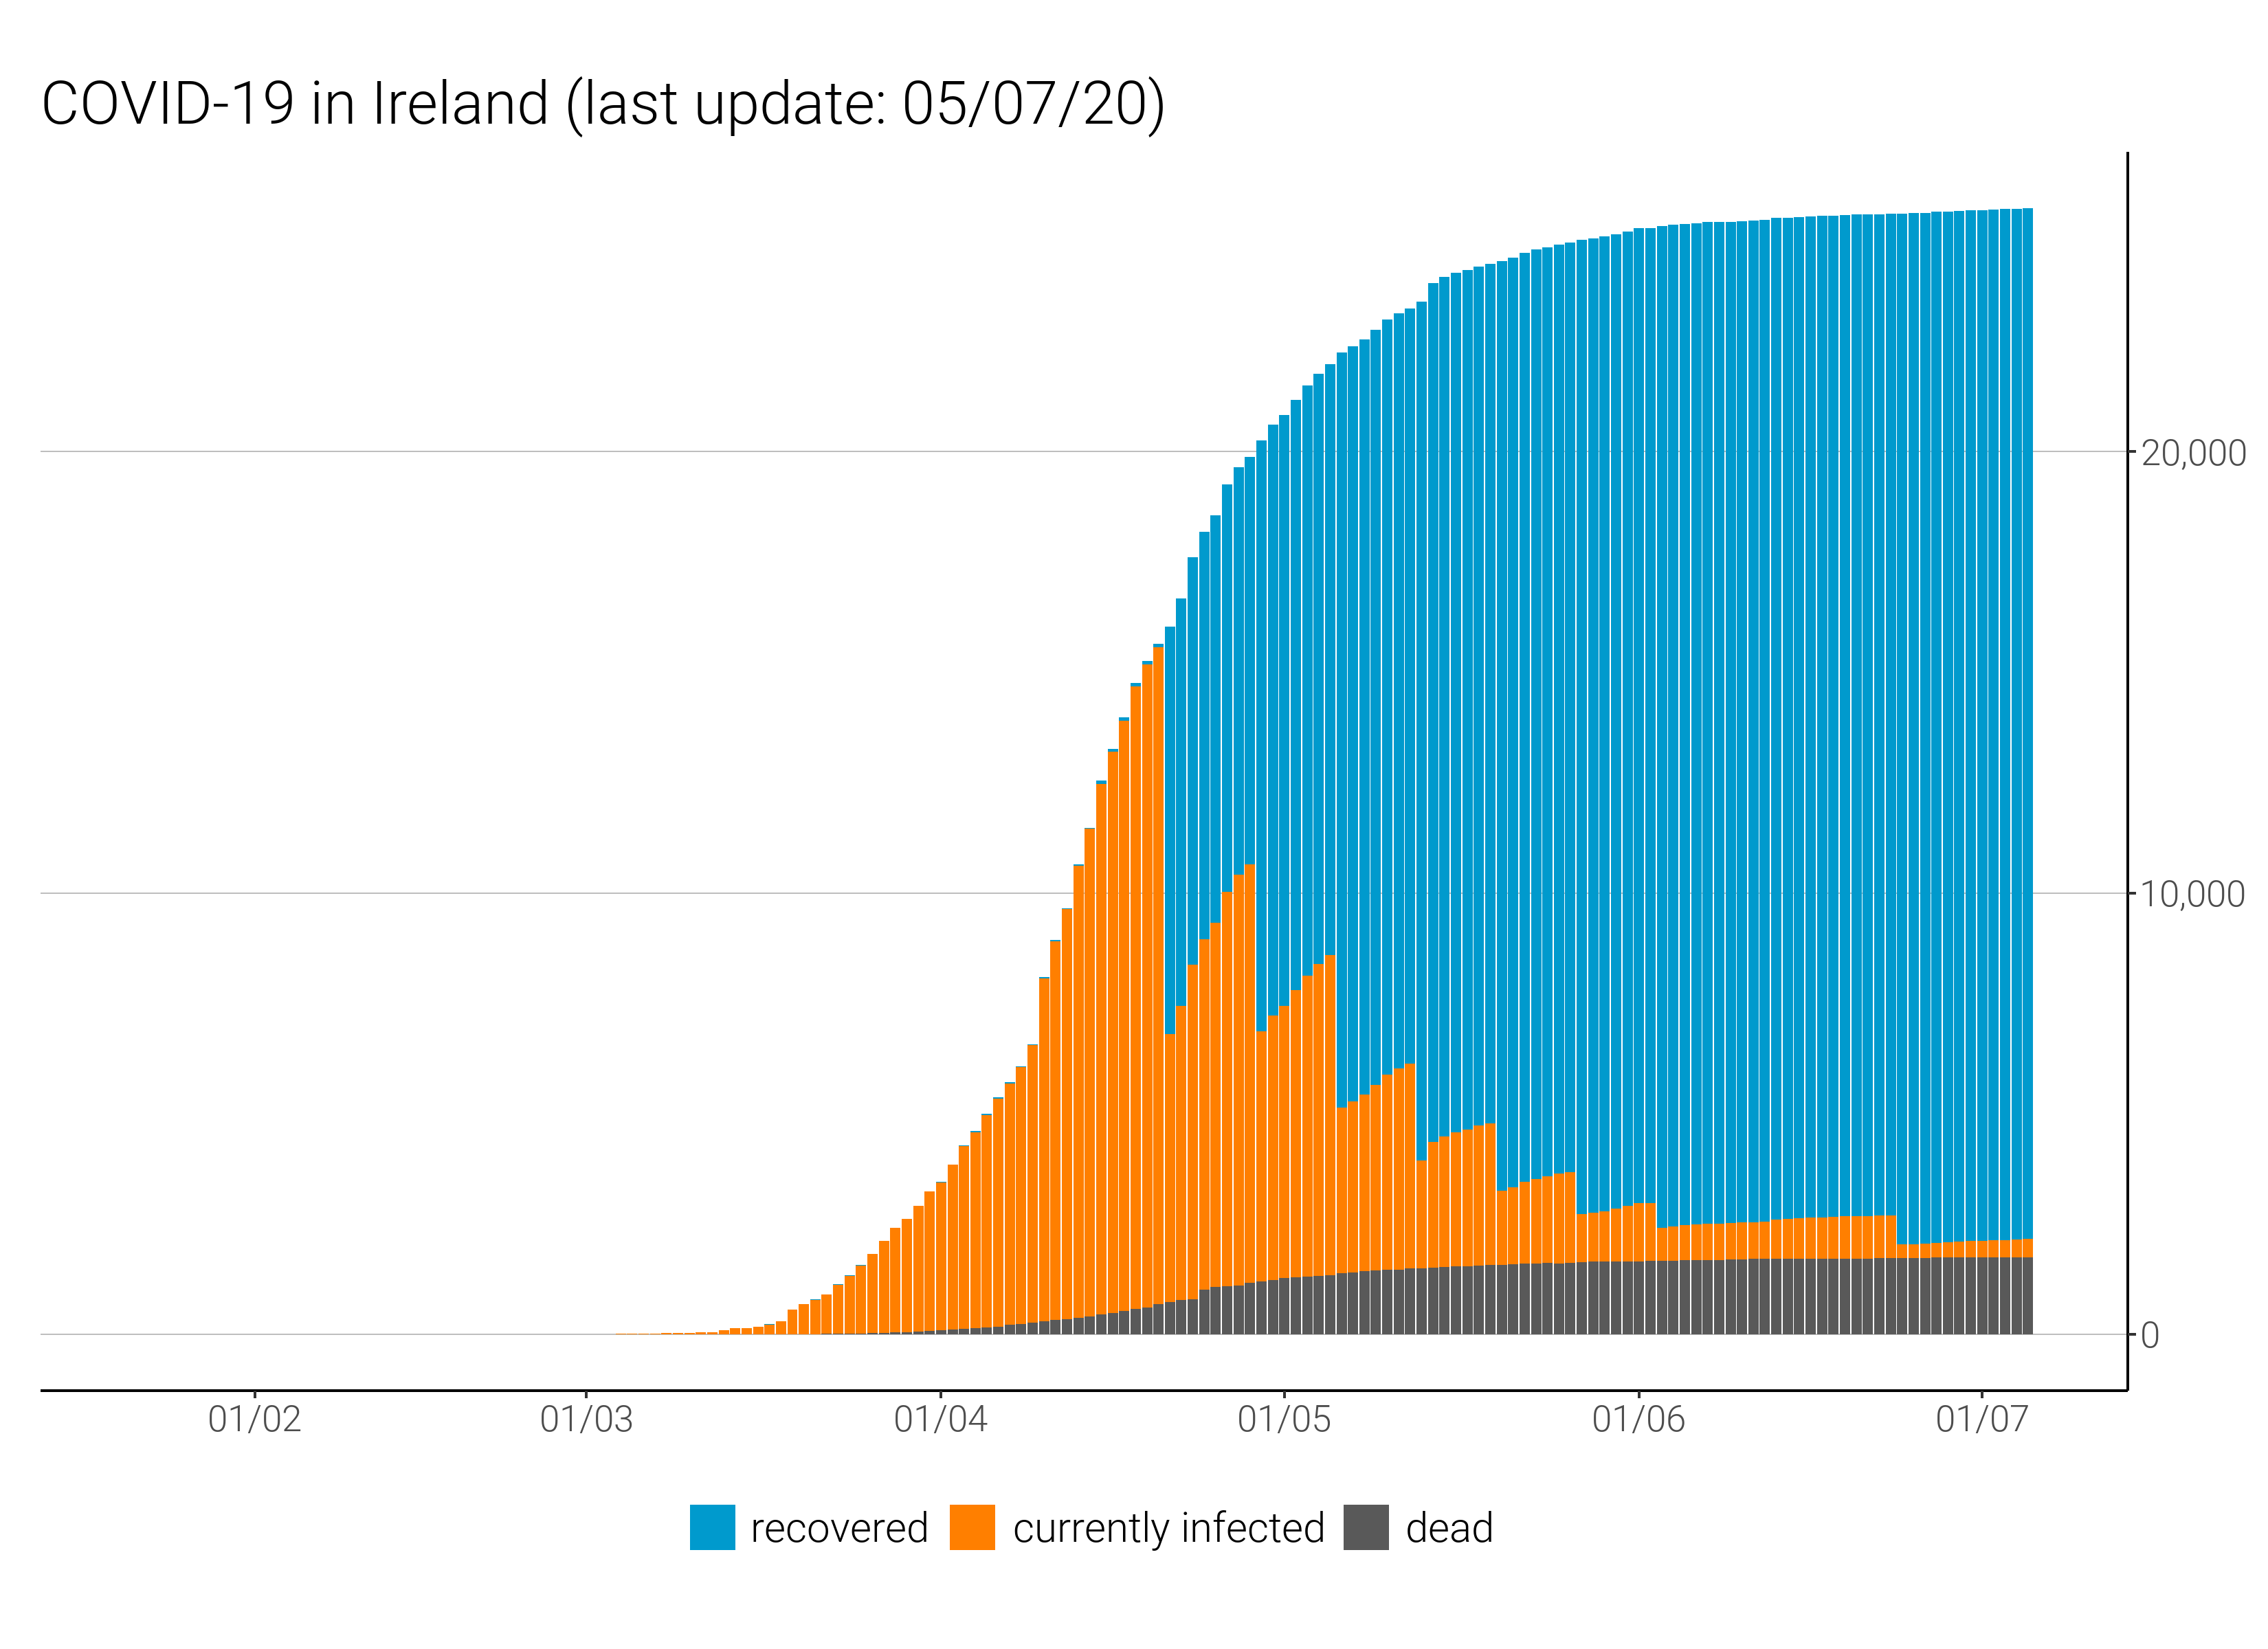 COVID-19 in Ireland (last update: 05/07/20)
20,000
10,000
0
01/02 01/03 01/04 01/05 01/06 01/07
recovered currently infected dead